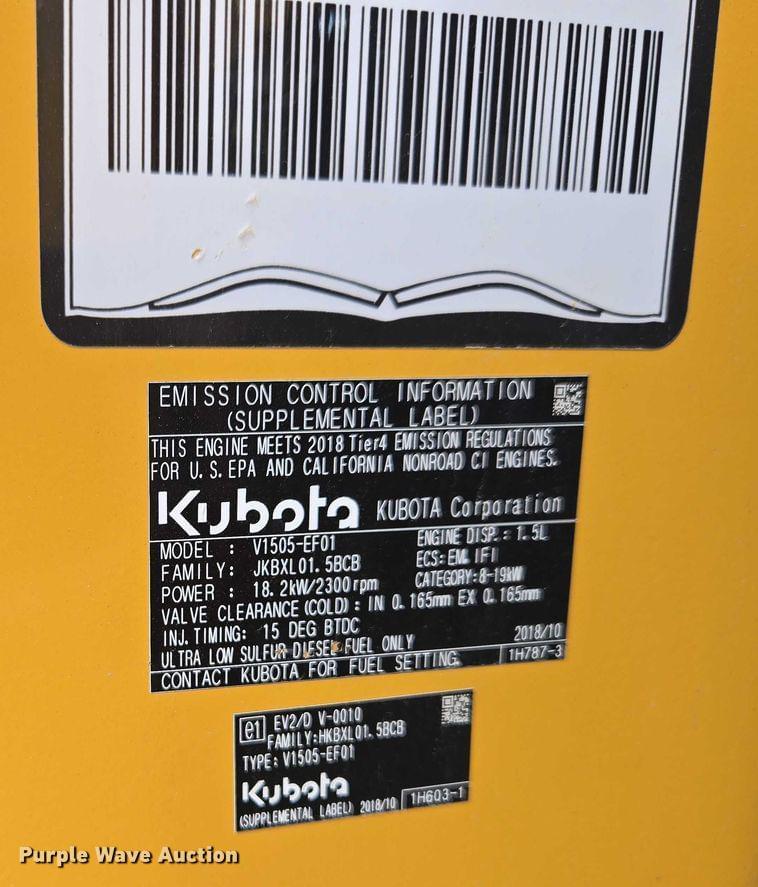 EMISSION CONTROL INFORMATION
(SUPPLEMENTAL LABEL)
THIS ENGINE MEETS 2018 Tier4 EMISSION REGULATIONS
FOR U.S.EPA AND CALIFORNIA NONROAD CI ENGINES.
Kubota KUBOTA Corporation
MODEL : V1505-EF01 ENGINE DISP.: 1.5L
FAMILY: JKBXL01.5BCB ECS:EM, IFI
POWER : 18.2kW/2300rpm CATEGORY:8-19kW
VALVE CLEARANCE(COLD): IN 0.165mm EX 0.165mm
INJ.TIMING: 15 DEG BTDC
ULTRA LOW SULFUR DIESEL FUEL ONLY 2018/10
CONTACT KUBOTA FOR FUEL SETTING. 1H787-3
e1 EV2/D V-0010
FAMILY:HKBXL01.5BCB
TYPE:V1505-EF01
Kubota
(SUPPLEMENTAL LABEL) 2018/10 1H603-1
Purple Wave Auction